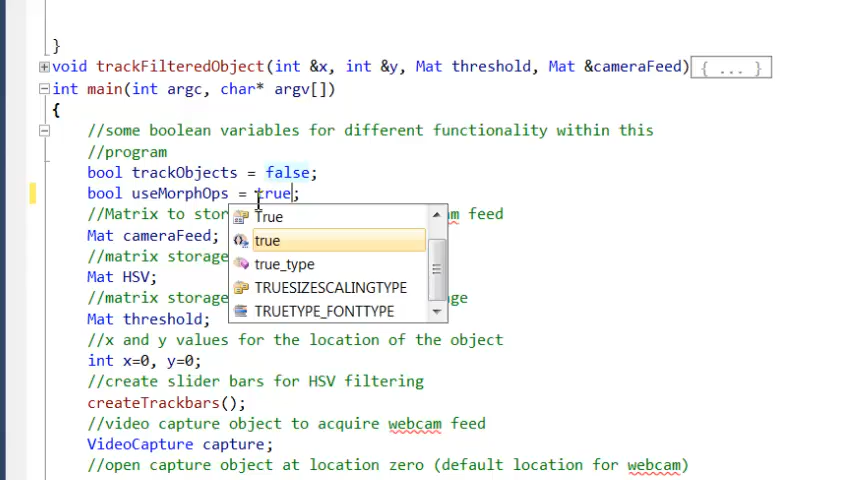 }
void trackFilteredObject(int &x, int &y, Mat threshold, Mat &cameraFeed){ ... }
int main(int argc, char* argv[])
{
//some boolean variables for different functionality within this
//program
bool trackObjects = false;
bool useMorphOps = true;
//Matrix to stor am feed
True
Mat cameraFeed;
true
//matrix storage
true_type
Mat HSV;
TRUESIZESCALINGTYPE
//matrix storage age
TRUETYPE_FONTTYPE
Mat threshold;
//x and y values for the location of the object
int x=0, y=0;
//create slider bars for HSV filtering
createTrackbars();
//video capture object to acquire webcam feed
VideoCapture capture;
//open capture object at location zero (default location for webcam)